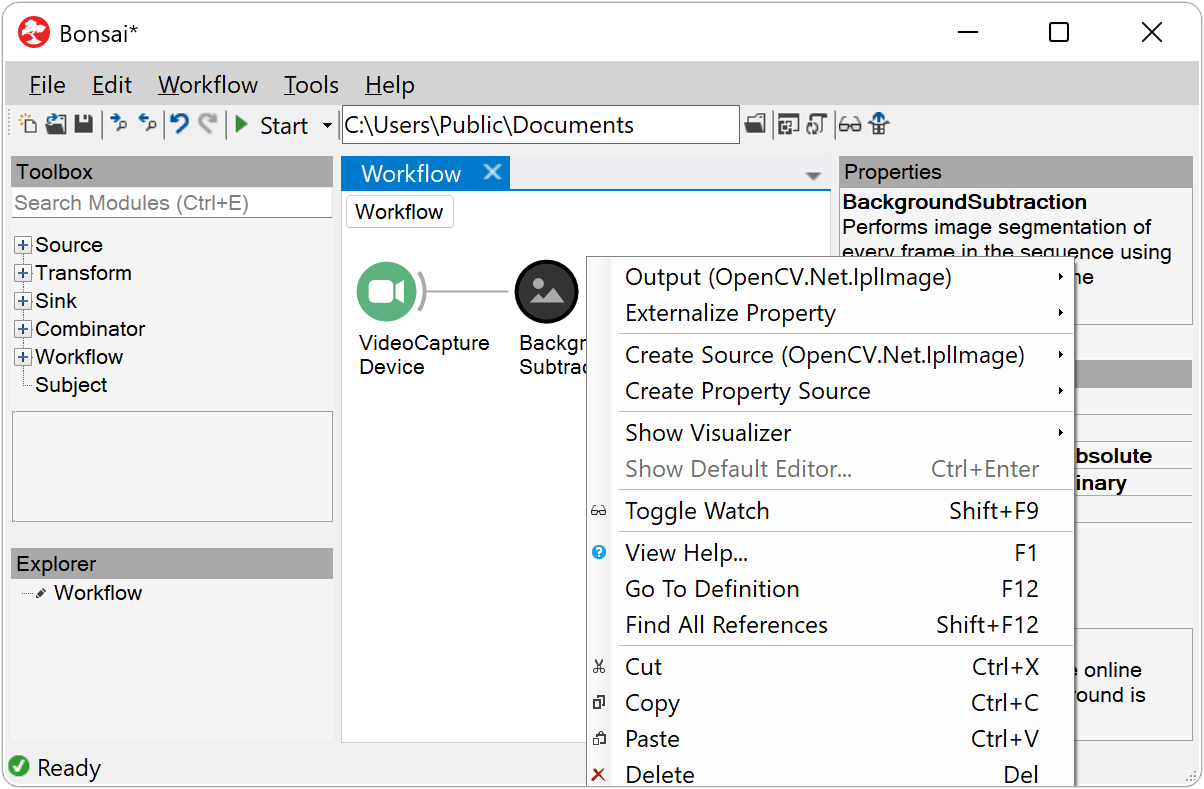 Bonsai*
File Edit Workflow Tools Help
Start C:\Users\Public\Documents
Toolbox
Search Modules (Ctrl+E)
Source
Transform
Sink
Combinator
Workflow
Subject
Explorer
Workflow
Workflow
Workflow
VideoCapture
Device
Backgr
Subtrac
Properties
BackgroundSubtraction
Performs image segmentation of
every frame in the sequence using
ne
bsolute
inary
online
ound is
Output (OpenCV.Net.IplImage)
Externalize Property
Create Source (OpenCV.Net.IplImage)
Create Property Source
Show Visualizer
Show Default Editor... Ctrl+Enter
Toggle Watch Shift+F9
View Help... F1
Go To Definition F12
Find All References Shift+F12
Cut Ctrl+X
Copy Ctrl+C
Paste Ctrl+V
Delete Del
Ready